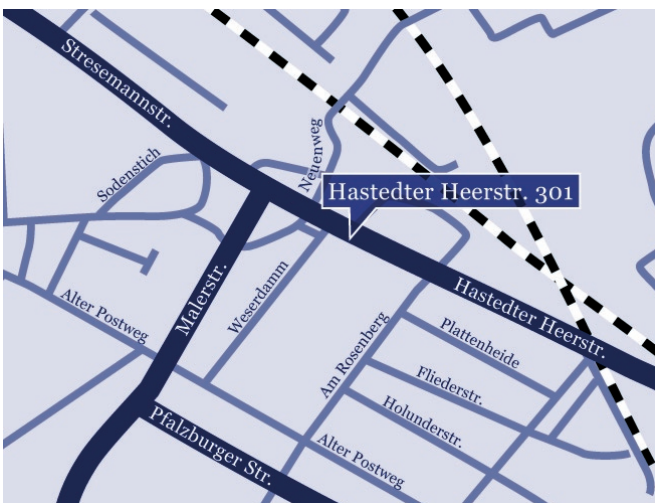 Stresemannstr.
Neuenweg
Sodenstich
Hastedter Heerstr. 301
Malerstr.
Weserdamm
Hastedter Heerstr.
Alter Postweg
Plattenheide
Am Rosenberg
Fliederstr.
Holunderstr.
Pfalzburger Str.
Alter Postweg